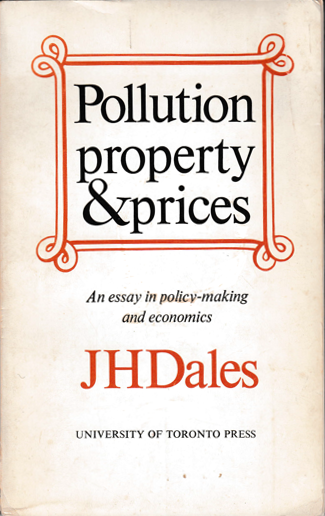 Pollution
property
&prices
An essay in policy-making
and economics
JHDales
UNIVERSITY OF TORONTO PRESS